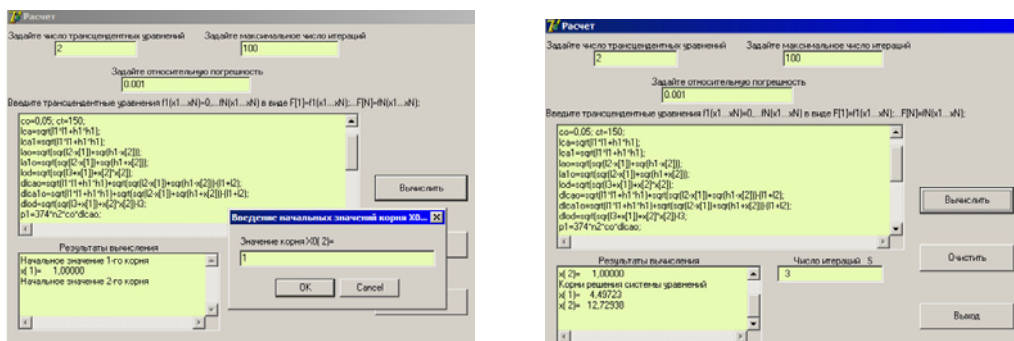 Расчет
Задайте число трансцендентных уравнений
Задайте максимальное число итераций
2
100
Задайте относительную погрешность
0.001
Введите трансцендентные уравнения f1(x1...xN)=0,...fN(x1...xN) в виде F[1]=f1(x1...xN);...F[N]=fN(x1...xN);
co=0,05; ct=150;
lca=sqrt(l1*l1+h1*h1);
lca1=sqrt(l1*l1+h1*h1);
lao=sqrt(sqr(l2-x[1])+sqr(h1-x[2]));
la1o=sqrt(sqr(l2-x[1])+sqr(h1+x[2]));
lod=sqrt(sqr(l3+x[1])+x[2]*x[2]);
dlcao=sqrt(l1*l1+h1*h1)+sqrt(sqr(l2-x[1])+sqr(h1-x[2]))-(l1+l2);
dlca1o=sqrt(l1*l1+h1*h1)+sqrt(sqr(l2-x[1])+sqr(h1+x[2]))-(l1+l2);
dlod=sqrt(sqr(l3+x[1])+x[2]*x[2])-l3;
p1=374*n2*co*dlcao;
Вычислить
Введение начальных значений корня X0...
Значение корня X0( 2)=
1
OK
Cancel
Результаты вычисления
Начальное значение 1-го корня
x( 1)= 1,00000
Начальное значение 2-го корня
Расчет
Задайте число трансцендентных уравнений
Задайте максимальное число итераций
2
100
Задайте относительную погрешность
0.001
Введите трансцендентные уравнения f1(x1...xN)=0,...fN(x1...xN) в виде F[1]=f1(x1...xN);...F[N]=fN(x1...xN);
co=0,05; ct=150;
lca=sqrt(l1*l1+h1*h1);
lca1=sqrt(l1*l1+h1*h1);
lao=sqrt(sqr(l2-x[1])+sqr(h1-x[2]));
la1o=sqrt(sqr(l2-x[1])+sqr(h1+x[2]));
lod=sqrt(sqr(l3+x[1])+x[2]*x[2]);
dlcao=sqrt(l1*l1+h1*h1)+sqrt(sqr(l2-x[1])+sqr(h1-x[2]))-(l1+l2);
dlca1o=sqrt(l1*l1+h1*h1)+sqrt(sqr(l2-x[1])+sqr(h1+x[2]))-(l1+l2);
dlod=sqrt(sqr(l3+x[1])+x[2]*x[2])-l3;
p1=374*n2*co*dlcao;
Вычислить
Результаты вычисления
Число итераций S
Очистить
3
x( 2)= 1,00000
Корни решения системы уравнений
x( 1)= 4,49723
x( 2)= 12,72938
Выход